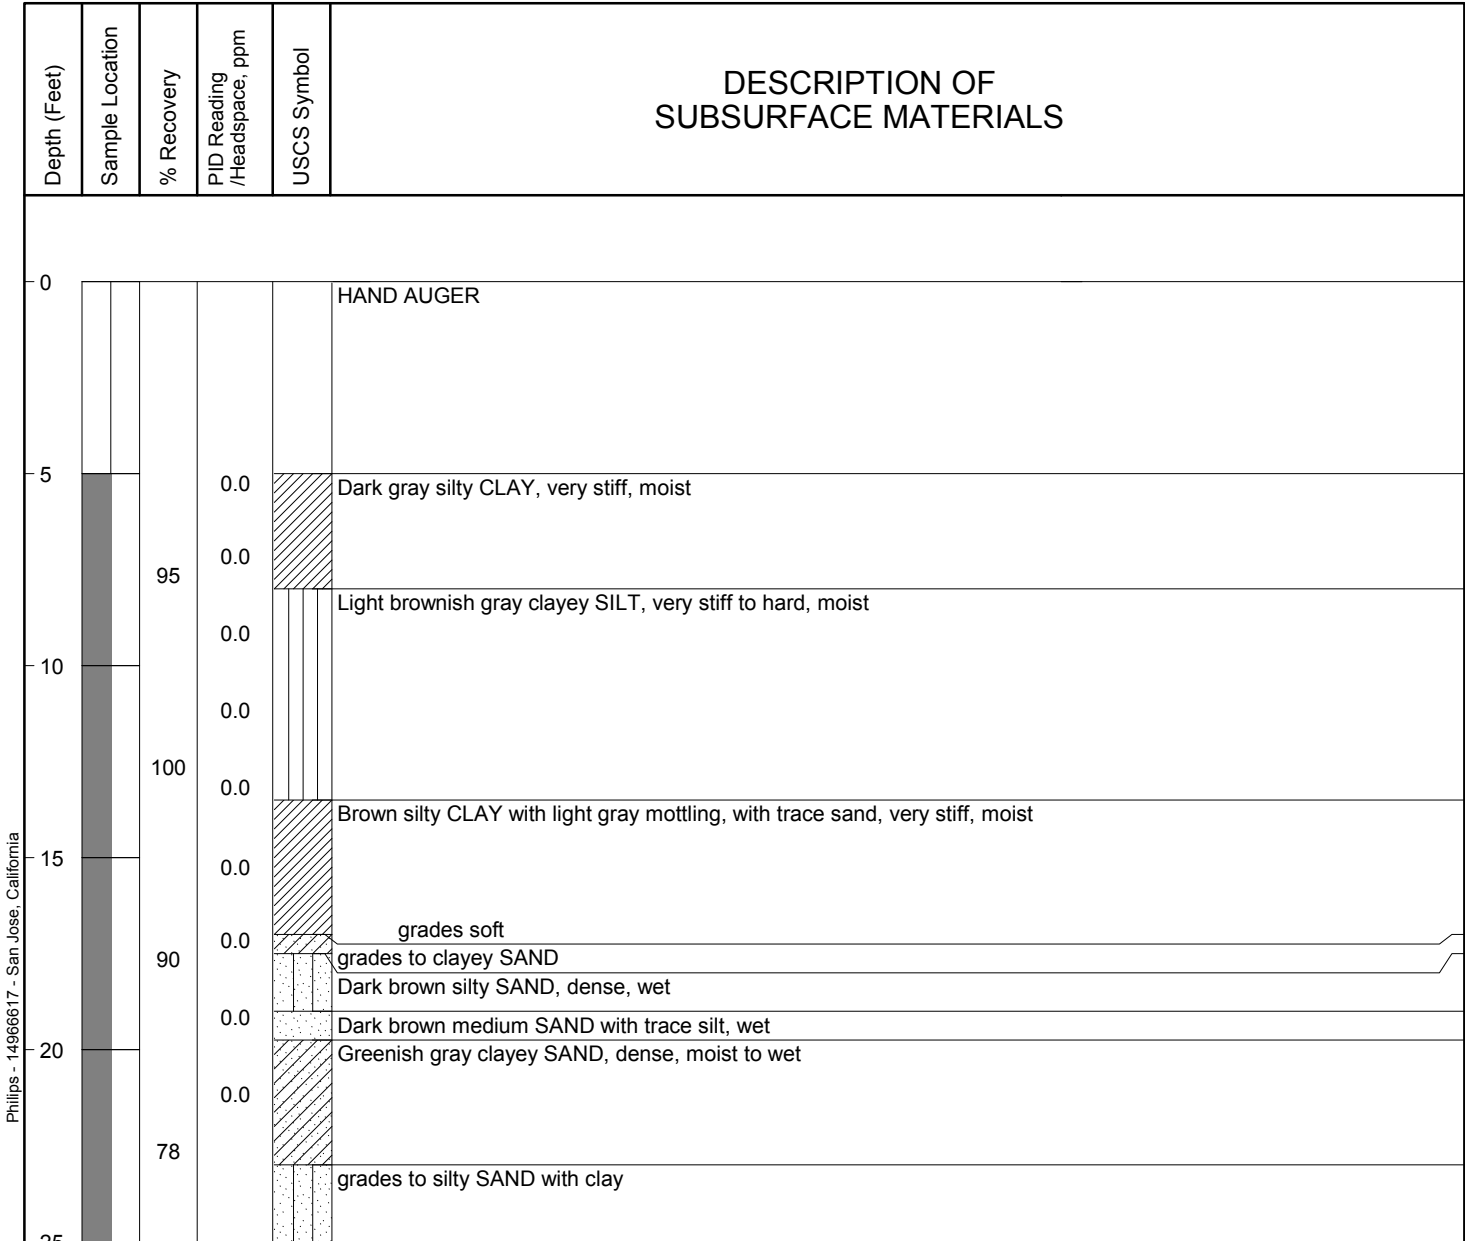 Depth (Feet)
Sample Location
% Recovery
PID Reading
/Headspace, ppm
USCS Symbol
DESCRIPTION OF
SUBSURFACE MATERIALS
0
HAND AUGER
5
0.0
Dark gray silty CLAY, very stiff, moist
0.0
95
Light brownish gray clayey SILT, very stiff to hard, moist
0.0
10
0.0
100
0.0
Brown silty CLAY with light gray mottling, with trace sand, very stiff, moist
15
0.0
grades soft
0.0
grades to clayey SAND
90
Dark brown silty SAND, dense, wet
0.0
Dark brown medium SAND with trace silt, wet
20
Greenish gray clayey SAND, dense, moist to wet
0.0
78
grades to silty SAND with clay
25
Philips - 14966617 - San Jose, California